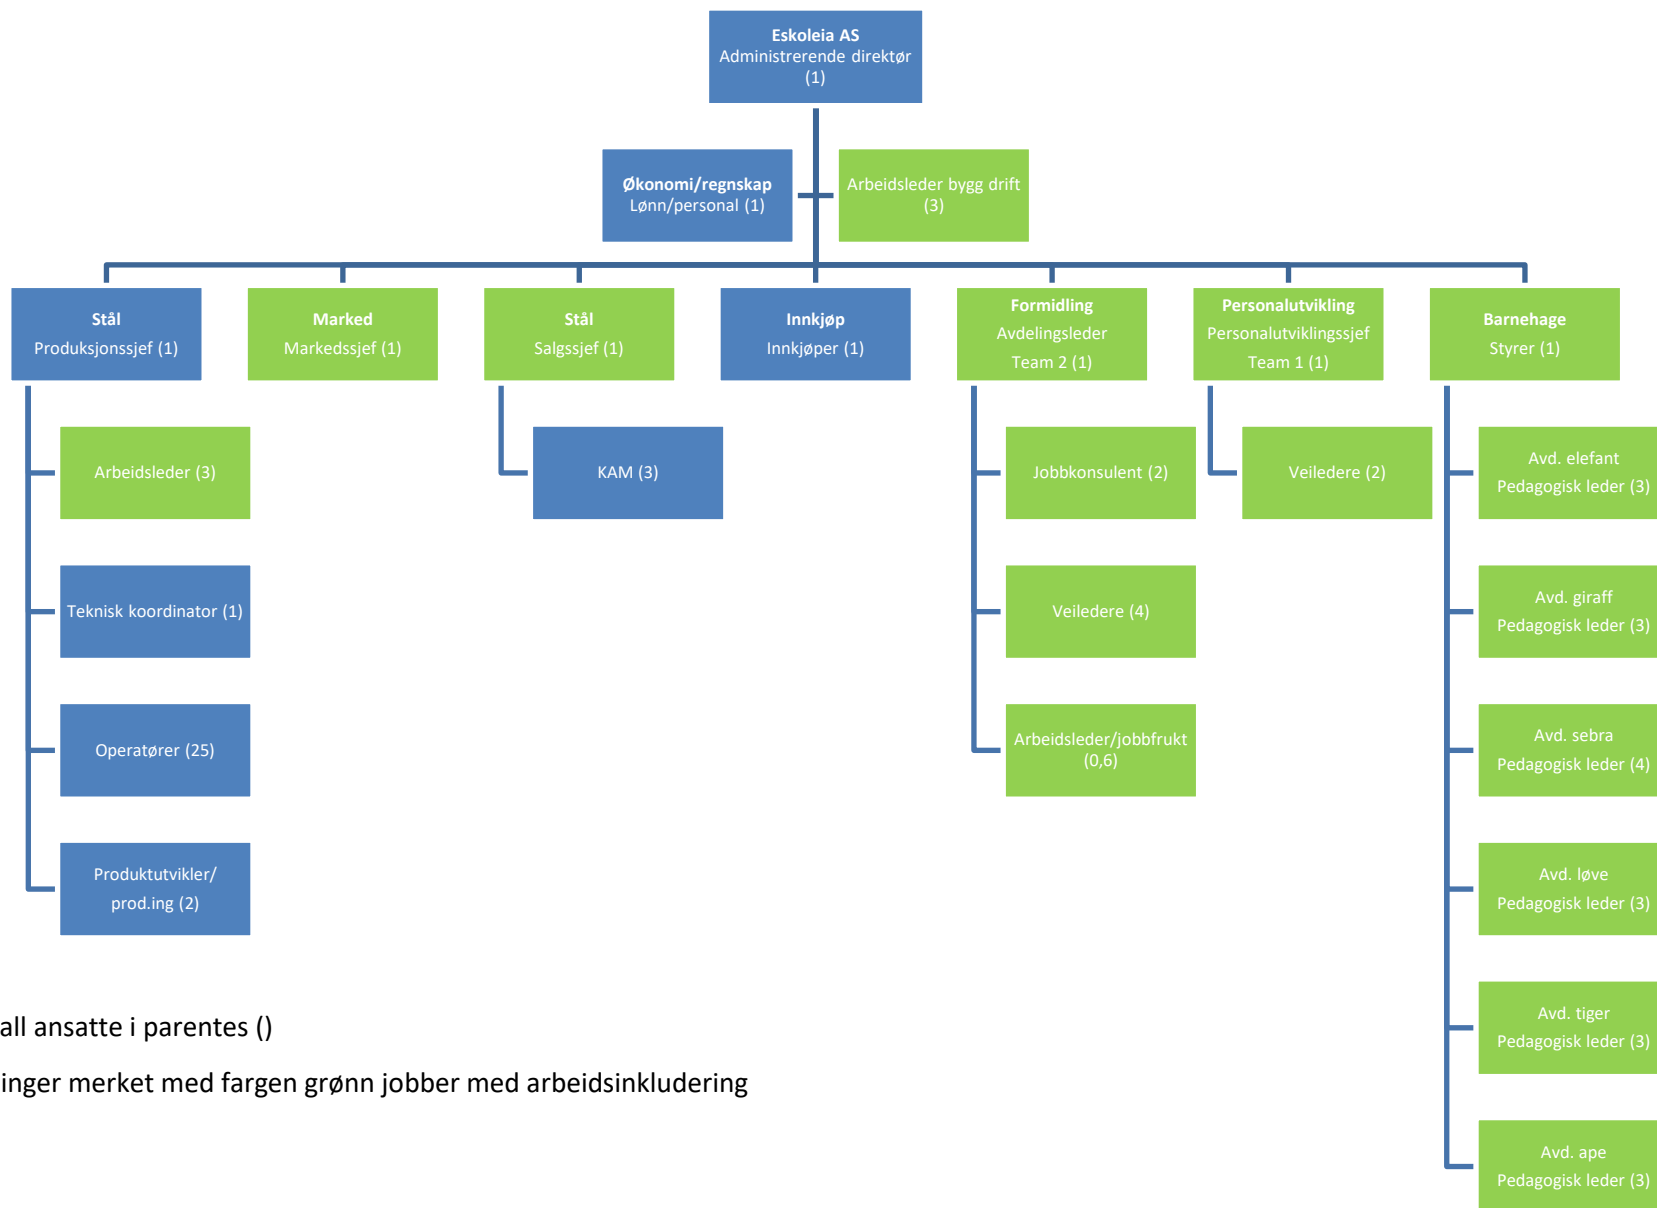 Eskoleia AS
Administrerende direktør
(1)
Økonomi/regnskap
Lønn/personal (1)
Arbeidsleder bygg drift
(3)
Stål
Produksjonssjef (1)
Marked
Markedssjef (1)
Stål
Salgssjef (1)
Innkjøp
Innkjøper (1)
Formidling
Avdelingsleder
Team 2 (1)
Personalutvikling
Personalutviklingssjef
Team 1 (1)
Barnehage
Styrer (1)
Arbeidsleder (3)
Teknisk koordinator (1)
Operatører (25)
Produktutvikler/
prod.ing (2)
KAM (3)
Jobbkonsulent (2)
Veiledere (4)
Arbeidsleder/jobbfrukt
(0,6)
Veiledere (2)
Avd. elefant
Pedagogisk leder (3)
Avd. giraff
Pedagogisk leder (3)
Avd. sebra
Pedagogisk leder (4)
Avd. løve
Pedagogisk leder (3)
Avd. tiger
Pedagogisk leder (3)
Avd. ape
Pedagogisk leder (3)
all ansatte i parentes ()
inger merket med fargen grønn jobber med arbeidsinkludering